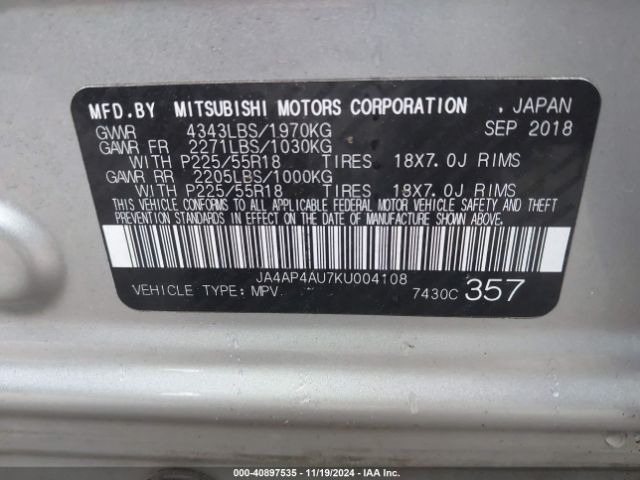 MFD.BY MITSUBISHI MOTORS CORPORATION . JAPAN
GVWR 4343LBS/1970KG SEP 2018
GAWR FR 2271LBS/1030KG
WITH P225/55R18 TIRES 18X7.0J RIMS
GAWR RR 2205LBS/1000KG
WITH P225/55R18 TIRES 18X7.0J RIMS
THIS VEHICLE CONFORMS TO ALL APPLICABLE FEDERAL MOTOR VEHICLE SAFETY AND THEFT
PREVENTION STANDARDS IN EFFECT ON THE DATE OF MANUFACTURE SHOWN ABOVE.
JA4AP4AU7KU004108
VEHICLE TYPE: MPV 7430C 357
000-40897535 - 11/19/2024 - IAAI.COM